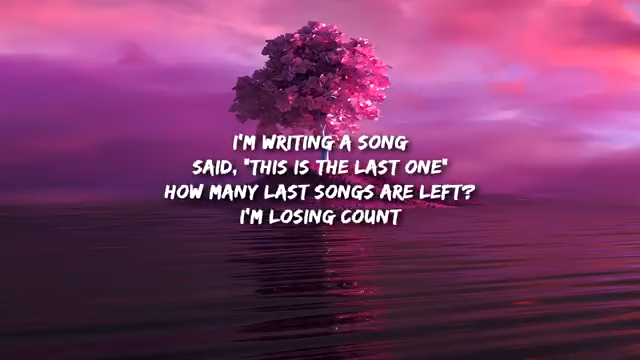 I'M WRITING A SONG
SAID, "THIS IS THE LAST ONE"
HOW MANY LAST SONGS ARE LEFT?
I'M LOSING COUNT